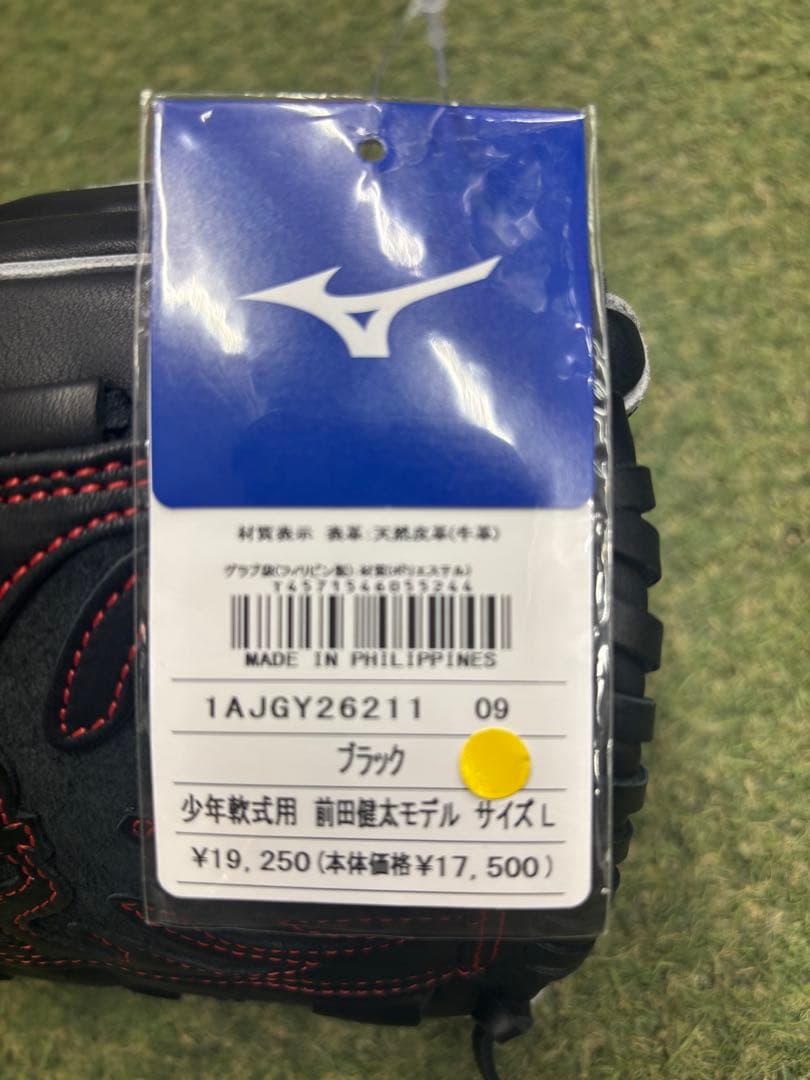 材質表示 表革:天然皮革(牛革)
グラブ袋(フィリピン製) 材質(ポリエステル)
Y4571546055244
MADE IN PHILIPPINES
1AJGY26211 09
ブラック
少年軟式用 前田健太モデル サイズL
¥19,250(本体価格¥17,500)